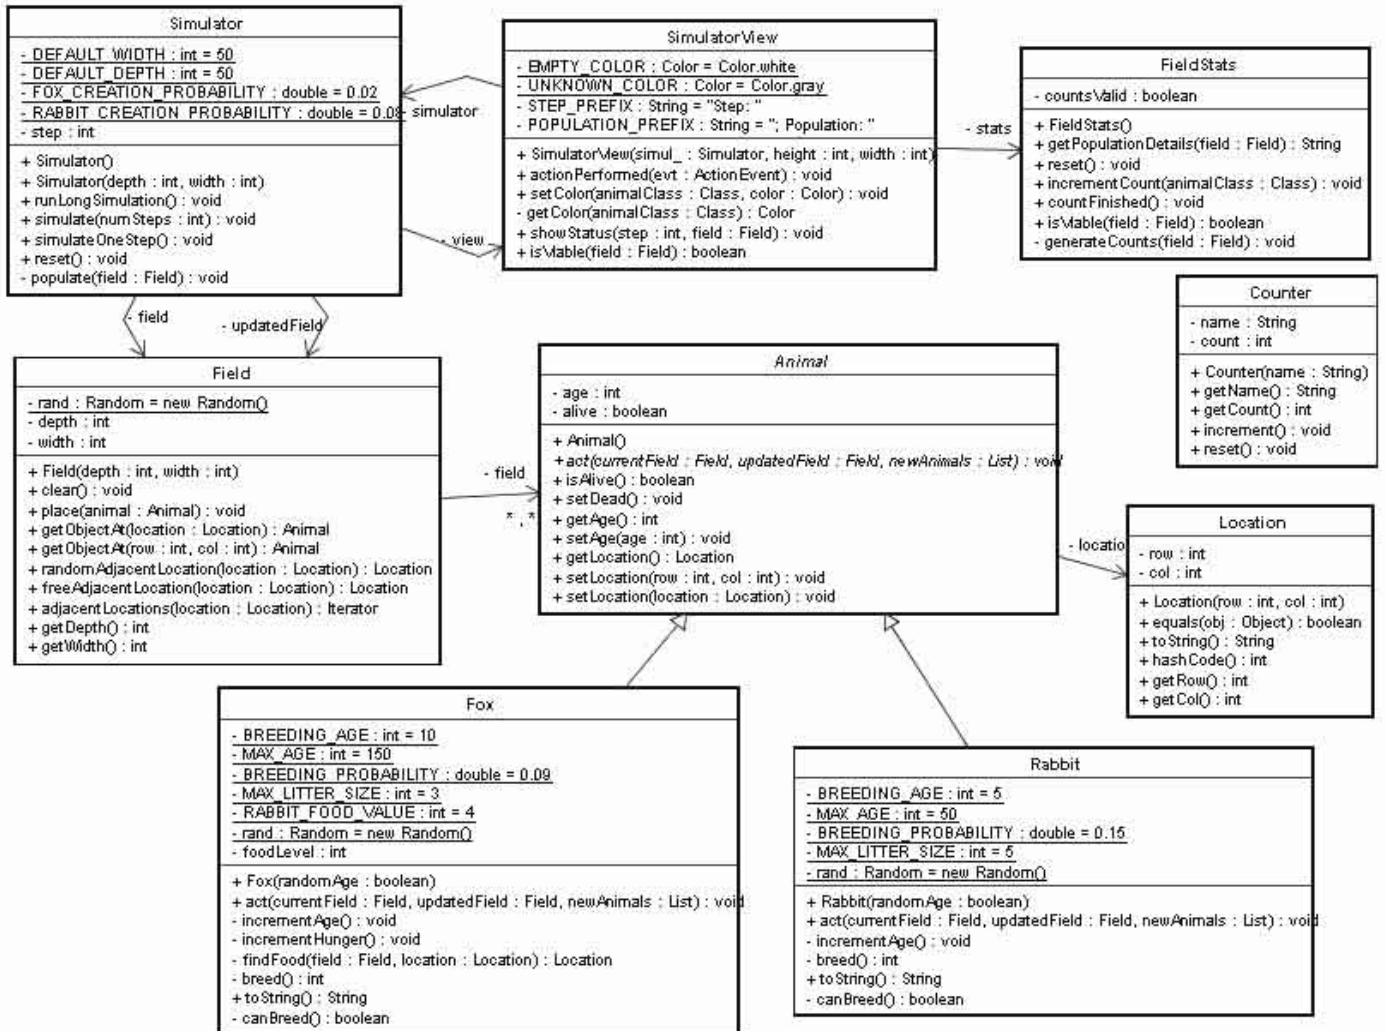 Simulator
- DEFAULT_WIDTH : int = 50
- DEFAULT_DEPTH : int = 50
- FOX_CREATION_PROBABILITY : double = 0.02
- RABBIT_CREATION_PROBABILITY : double = 0.08
- step : int
+ Simulator()
+ Simulator(depth : int, width : int)
+ runLongSimulation() : void
+ simulate(numSteps : int) : void
+ simulateOneStep() : void
+ reset() : void
- populate(field : Field) : void
- simulator
- view
SimulatorView
- EMPTY_COLOR : Color = Color.white
- UNKNOWN_COLOR : Color = Color.gray
- STEP_PREFIX : String = "Step: "
- POPULATION_PREFIX : String = "; Population: "
+ SimulatorView(simul_ : Simulator, height : int, width : int)
+ actionPerformed(evt : ActionEvent) : void
+ setColor(animalClass : Class, color : Color) : void
- getColor(animalClass : Class) : Color
+ showStatus(step : int, field : Field) : void
+ isViable(field : Field) : boolean
- stats
FieldStats
- countsValid : boolean
+ FieldStats()
+ getPopulationDetails(field : Field) : String
+ reset() : void
+ incrementCount(animalClass : Class) : void
+ countFinished() : void
+ isViable(field : Field) : boolean
- generateCounts(field : Field) : void
Counter
- name : String
- count : int
+ Counter(name : String)
+ getName() : String
+ getCount() : int
+ increment() : void
+ reset() : void
- field
- updatedField
Field
- rand : Random = new Random()
- depth : int
- width : int
+ Field(depth : int, width : int)
+ clear() : void
+ place(animal : Animal) : void
+ getObjectAt(location : Location) : Animal
+ getObjectAt(row : int, col : int) : Animal
+ randomAdjacentLocation(location : Location) : Location
+ freeAdjacentLocation(location : Location) : Location
+ adjacentLocations(location : Location) : Iterator
+ getDepth() : int
+ getWidth() : int
- field
* , *
Animal
- age : int
- alive : boolean
+ Animal()
+ act(currentField : Field, updatedField : Field, newAnimals : List) : void
+ isAlive() : boolean
+ setDead() : void
+ getAge() : int
+ setAge(age : int) : void
+ getLocation() : Location
+ setLocation(row : int, col : int) : void
+ setLocation(location : Location) : void
- locatio
Location
- row : int
- col : int
+ Location(row : int, col : int)
+ equals(obj : Object) : boolean
+ toString() : String
+ hashCode() : int
+ getRow() : int
+ getCol() : int
Fox
- BREEDING_AGE : int = 10
- MAX_AGE : int = 150
- BREEDING_PROBABILITY : double = 0.09
- MAX_LITTER_SIZE : int = 3
- RABBIT_FOOD_VALUE : int = 4
- rand : Random = new Random()
- foodLevel : int
+ Fox(randomAge : boolean)
+ act(currentField : Field, updatedField : Field, newAnimals : List) : void
- incrementAge() : void
- incrementHunger() : void
- findFood(field : Field, location : Location) : Location
- breed() : int
+ toString() : String
- canBreed() : boolean
Rabbit
- BREEDING_AGE : int = 5
- MAX_AGE : int = 50
- BREEDING_PROBABILITY : double = 0.15
- MAX_LITTER_SIZE : int = 5
- rand : Random = new Random()
+ Rabbit(randomAge : boolean)
+ act(currentField : Field, updatedField : Field, newAnimals : List) : void
- incrementAge() : void
- breed() : int
+ toString() : String
- canBreed() : boolean